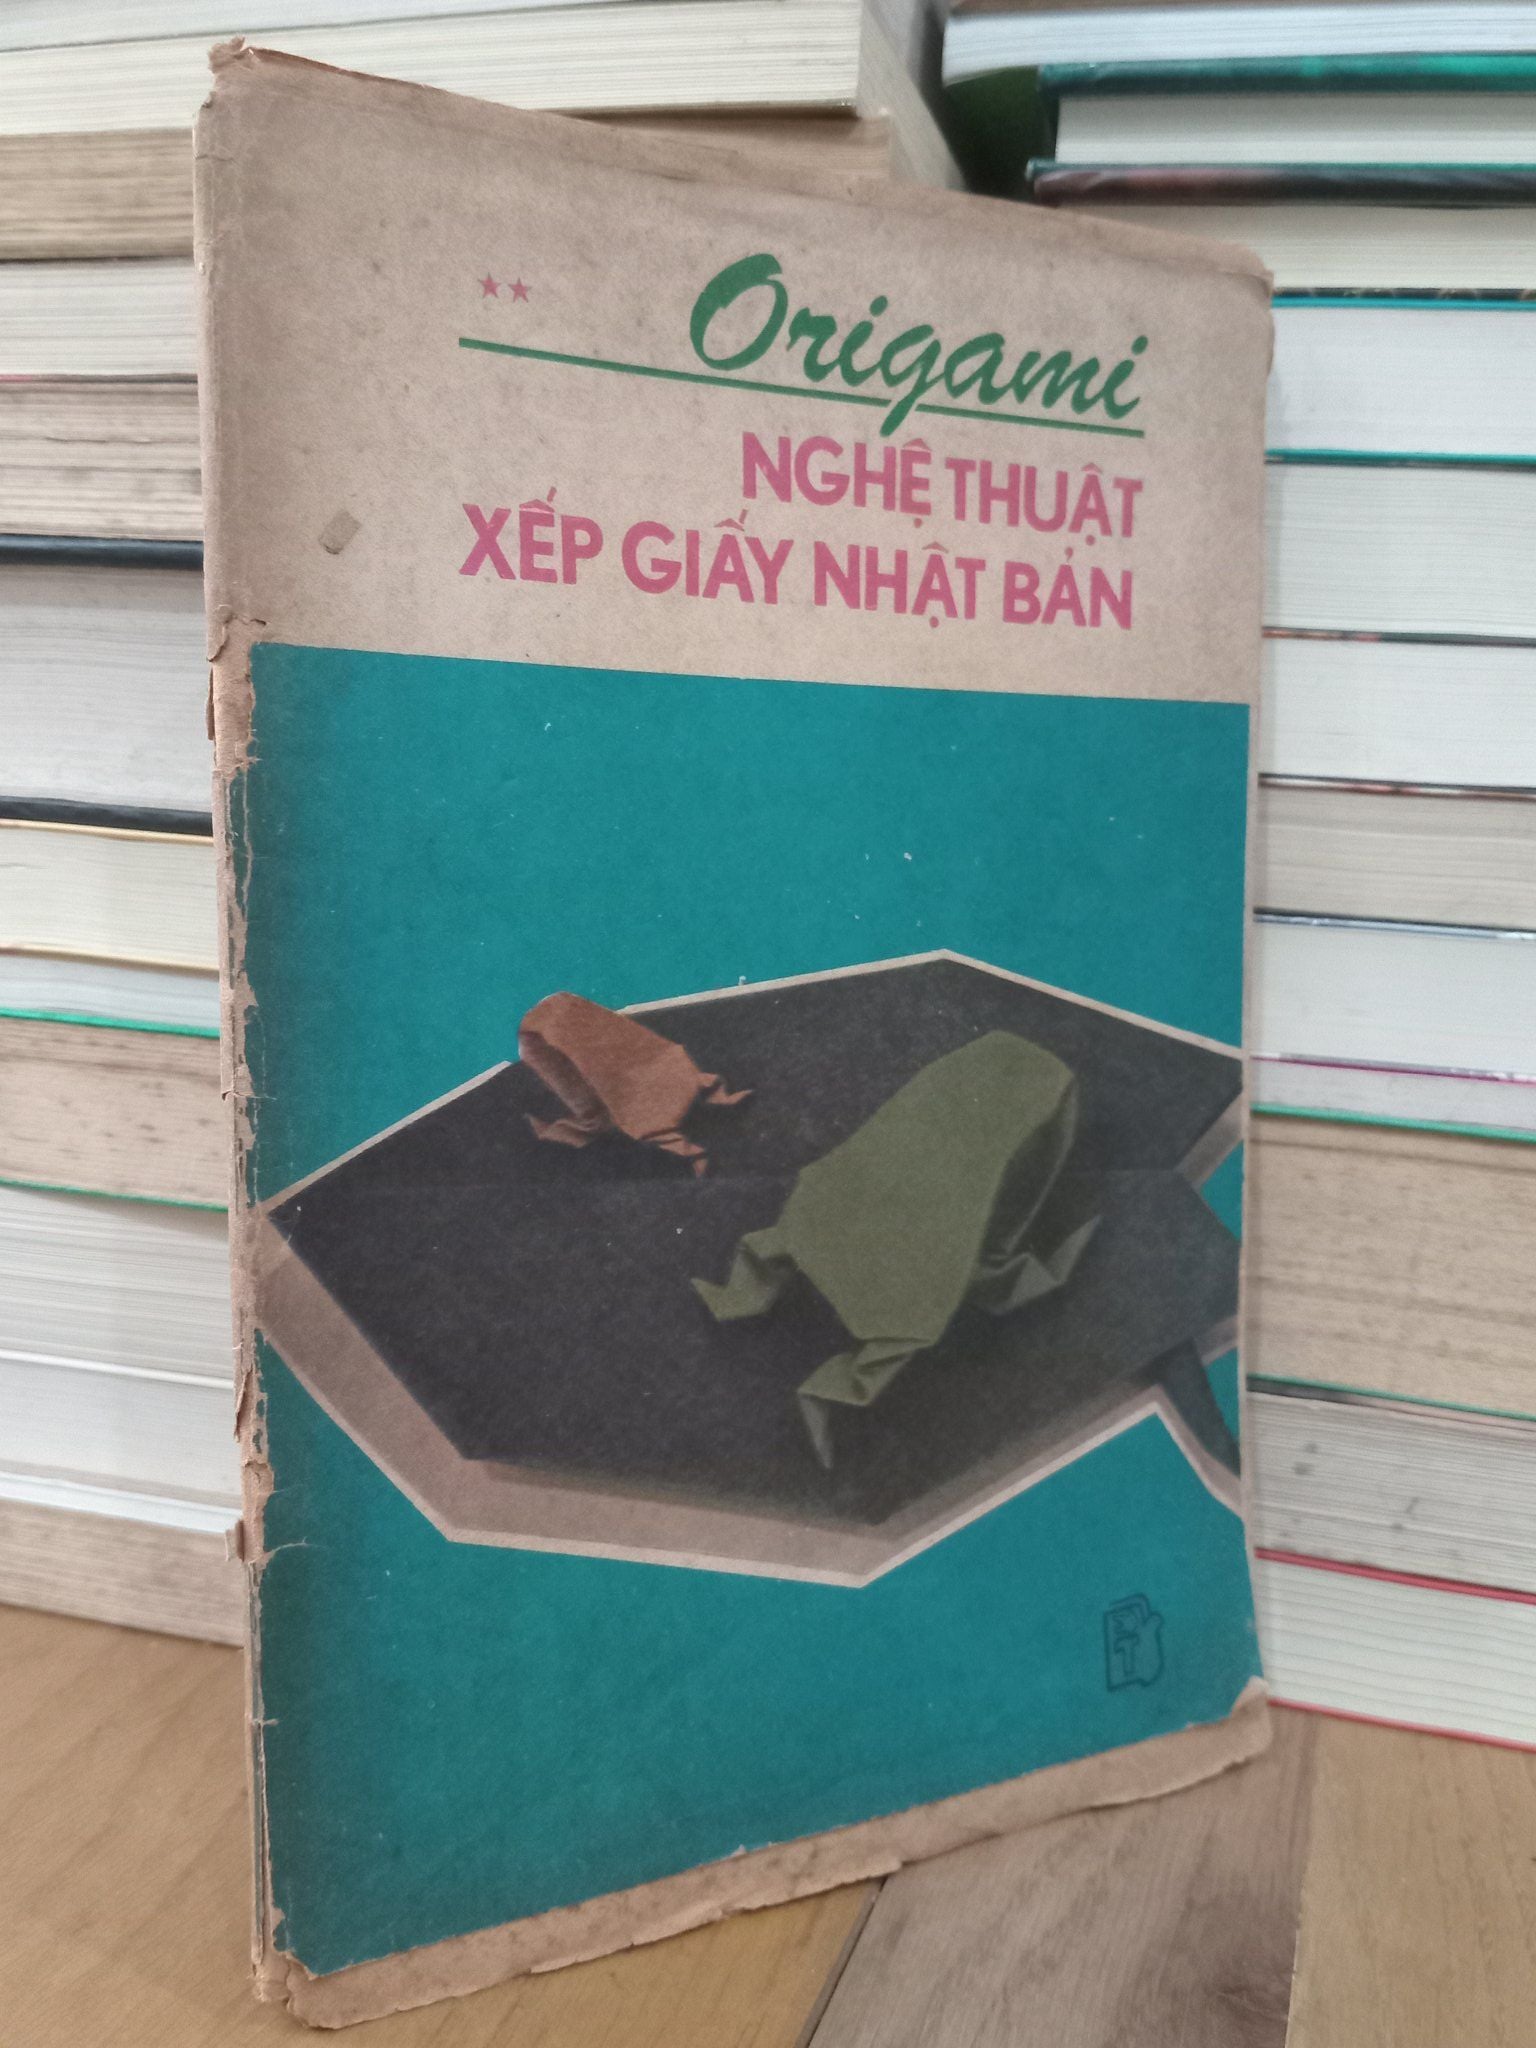 ★★
Origami
NGHỆ THUẬT
XẾP GIẤY NHẬT BẢN